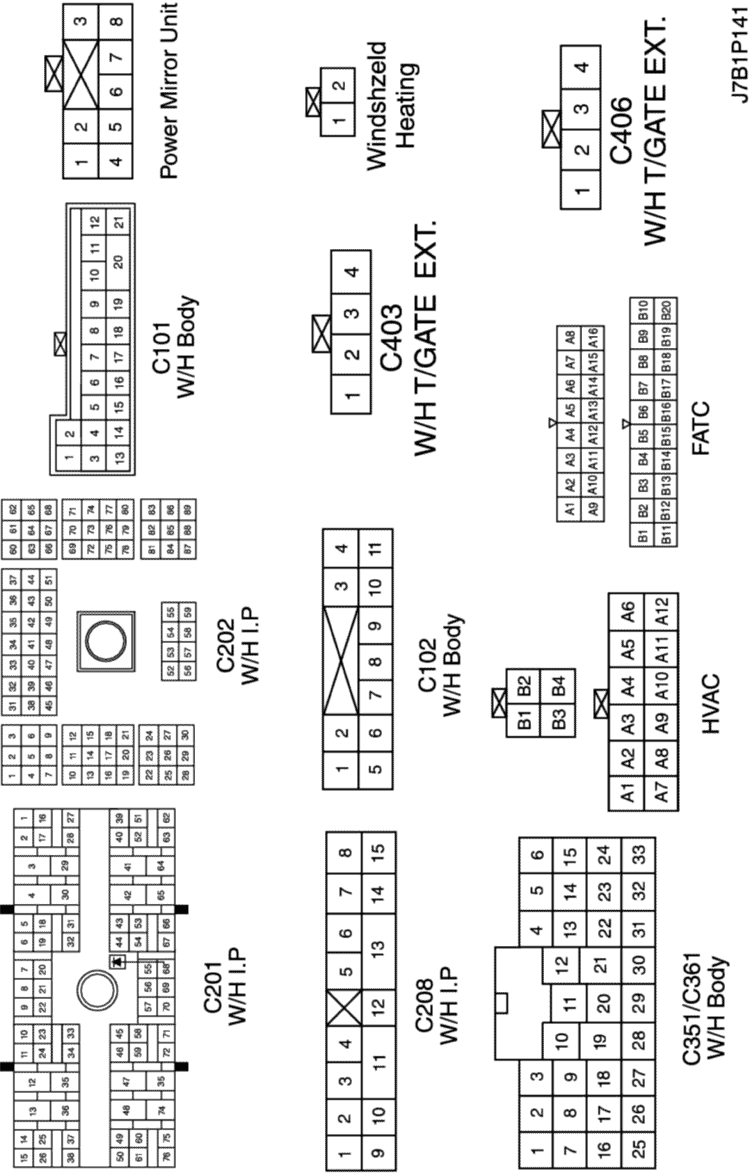 15 14 13 12 11 10 9 8 7 6 5 4 3 2 1
26 25 24 23 22 21 20 19 18 17 16
38 37 36 35 34 33 32 31 30 29 28 27
50 49 48 47 46 45 44 43 42 41 40 39
61 60 59 58 57 56 55 54 53 52 51
76 75 74 35 72 71 70 69 68 67 66 65 64 63 62
C201
W/H I.P
1 2 3
4 5 6
7 8 9
10 11 12
13 14 15
16 17 18
19 20 21
22 23 24
25 26 27
28 29 30
31 32 33 34 35 36 37
38 39 40 41 42 43 44
45 46 47 48 49 50 51
52 53 54 55
56 57 58 59
60 61 62
63 64 65
66 67 68
69 70 71
72 73 74
75 76 77
78 79 80
81 82 83
84 85 86
87 88 89
C202
W/H I.P
1 2
3 4 5 6 7 8 9 10 11 12
13 14 15 16 17 18 19 20 21
C101
W/H Body
1 2 3
4 5 6 7 8
Power Mirror Unit
1 2 3 4 5 6 7 8
9 10 11 12 13 14 15
C208
W/H I.P
1 2 3 4
5 6 7 8 9 10 11
C102
W/H Body
1 2 3 4
C403
W/H T/GATE EXT.
1 2
Windshzeld
Heating
1 2 3 4 5 6
7 8 9 10 11 12 13 14 15
16 17 18 19 20 21 22 23 24
25 26 27 28 29 30 31 32 33
C351/C361
W/H Body
B1 B2
B3 B4
A1 A2 A3 A4 A5 A6
A7 A8 A9 A10 A11 A12
HVAC
A1 A2 A3 A4 A5 A6 A7 A8
A9 A10 A11 A12 A13 A14 A15 A16
B1 B2 B3 B4 B5 B6 B7 B8 B9 B10
B11 B12 B13 B14 B15 B16 B17 B18 B19 B20
FATC
1 2 3 4
C406
W/H T/GATE EXT.
J7B1P141